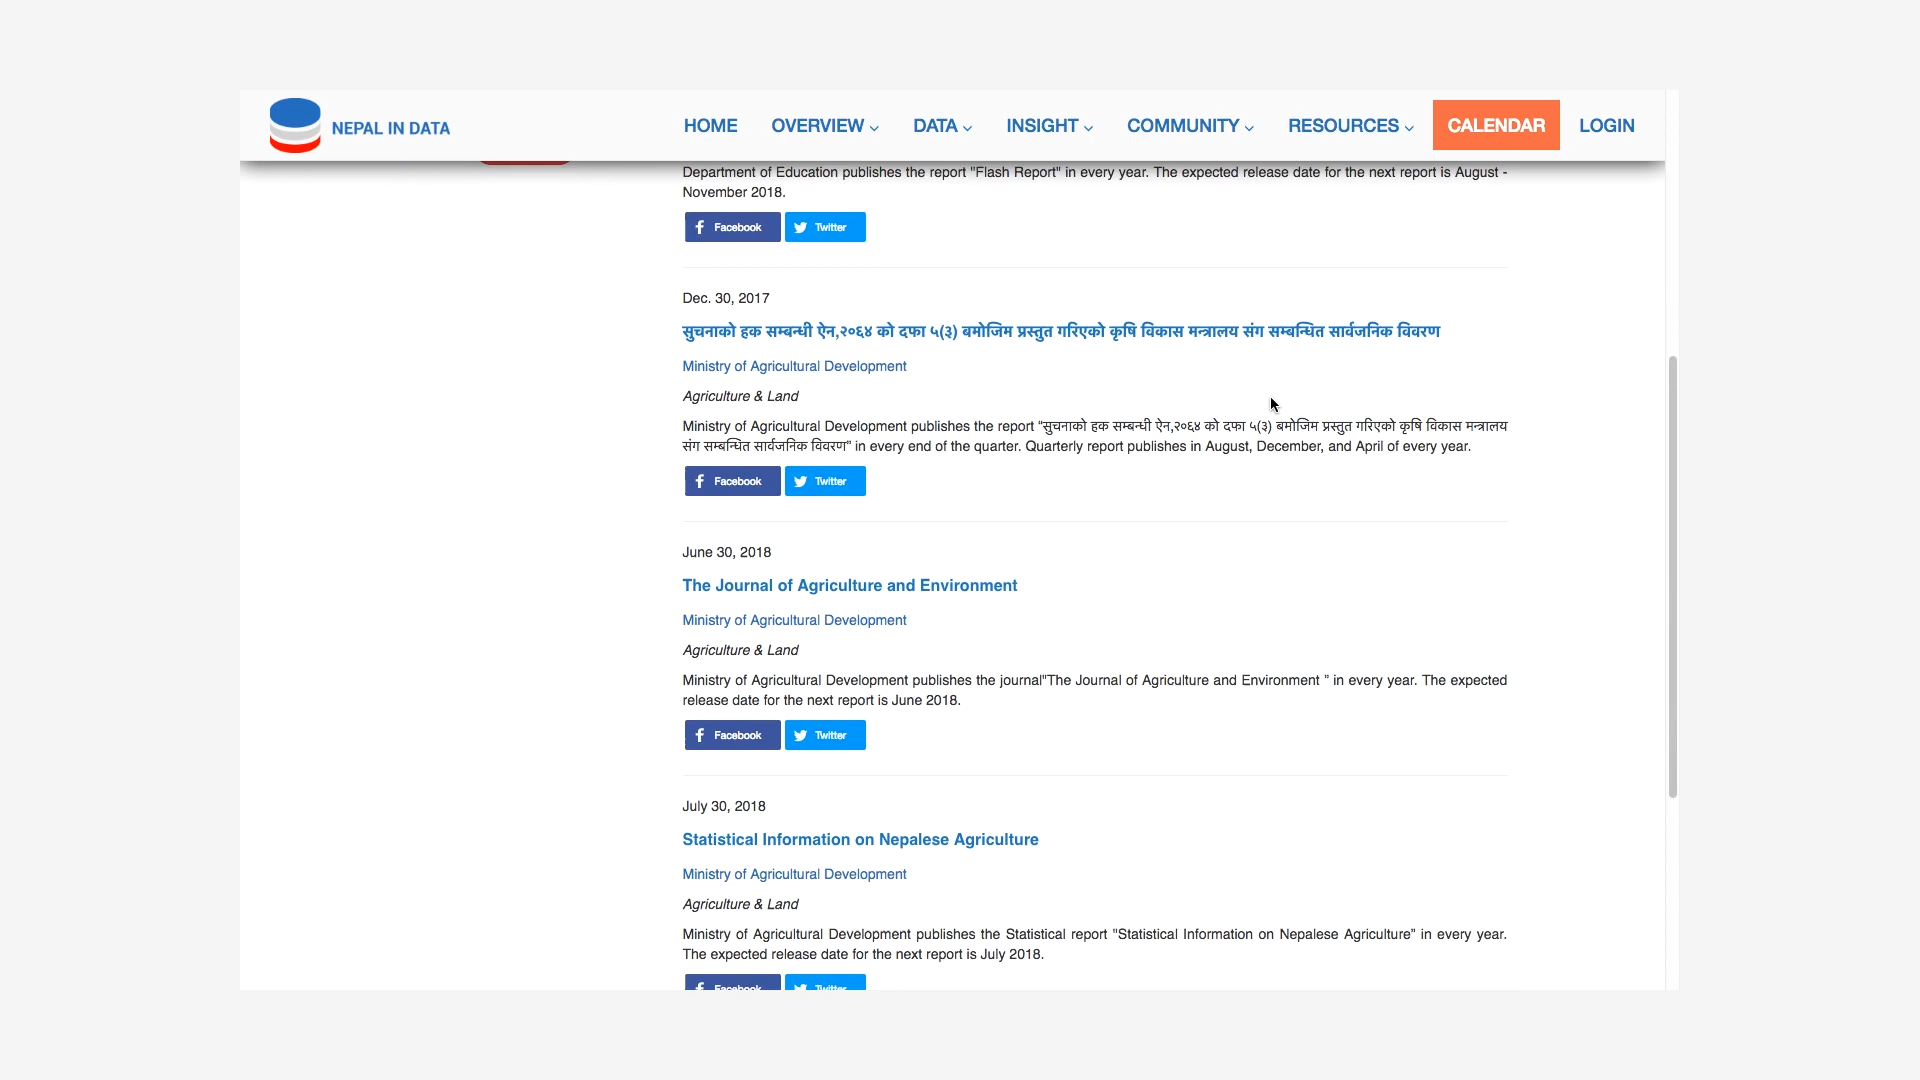 NEPAL IN DATA
HOME OVERVIEW DATA INSIGHT COMMUNITY RESOURCES CALENDAR LOGIN
Department of Education publishes the report "Flash Report" in every year. The expected release date for the next report is August -
November 2018.
Facebook Twitter
Dec. 30, 2017
सुचनाको हक सम्बन्धी ऐन,२०६४ को दफा ५(३) बमोजिम प्रस्तुत गरिएको कृषि विकास मन्त्रालय संग सम्बन्धित सार्वजनिक विवरण
Ministry of Agricultural Development
Agriculture & Land
Ministry of Agricultural Development publishes the report “सुचनाको हक सम्बन्धी ऐन,२०६४ को दफा ५(३) बमोजिम प्रस्तुत गरिएको कृषि विकास मन्त्रालय
संग सम्बन्धित सार्वजनिक विवरण” in every end of the quarter. Quarterly report publishes in August, December, and April of every year.
Facebook Twitter
June 30, 2018
The Journal of Agriculture and Environment
Ministry of Agricultural Development
Agriculture & Land
Ministry of Agricultural Development publishes the journal"The Journal of Agriculture and Environment ” in every year. The expected
release date for the next report is June 2018.
Facebook Twitter
July 30, 2018
Statistical Information on Nepalese Agriculture
Ministry of Agricultural Development
Agriculture & Land
Ministry of Agricultural Development publishes the Statistical report "Statistical Information on Nepalese Agriculture” in every year.
The expected release date for the next report is July 2018.
Facebook Twitter